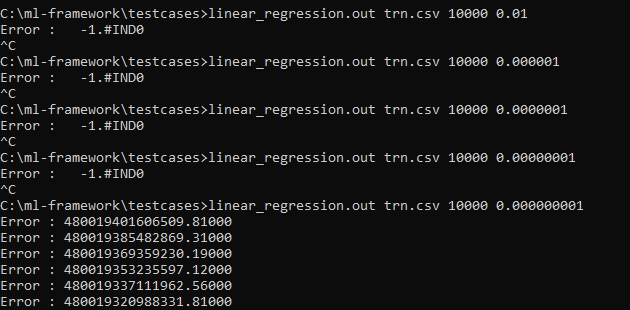 C:\ml-framework\testcases>linear_regression.out trn.csv 10000 0.01
Error :   -1.#IND0
^C
C:\ml-framework\testcases>linear_regression.out trn.csv 10000 0.000001
Error :   -1.#IND0
^C
C:\ml-framework\testcases>linear_regression.out trn.csv 10000 0.0000001
Error :   -1.#IND0
^C
C:\ml-framework\testcases>linear_regression.out trn.csv 10000 0.00000001
Error :   -1.#IND0
^C
C:\ml-framework\testcases>linear_regression.out trn.csv 10000 0.000000001
Error : 480019401606509.81000
Error : 480019385482869.31000
Error : 480019369359230.19000
Error : 480019353235597.12000
Error : 480019337111962.56000
Error : 480019320988331.81000